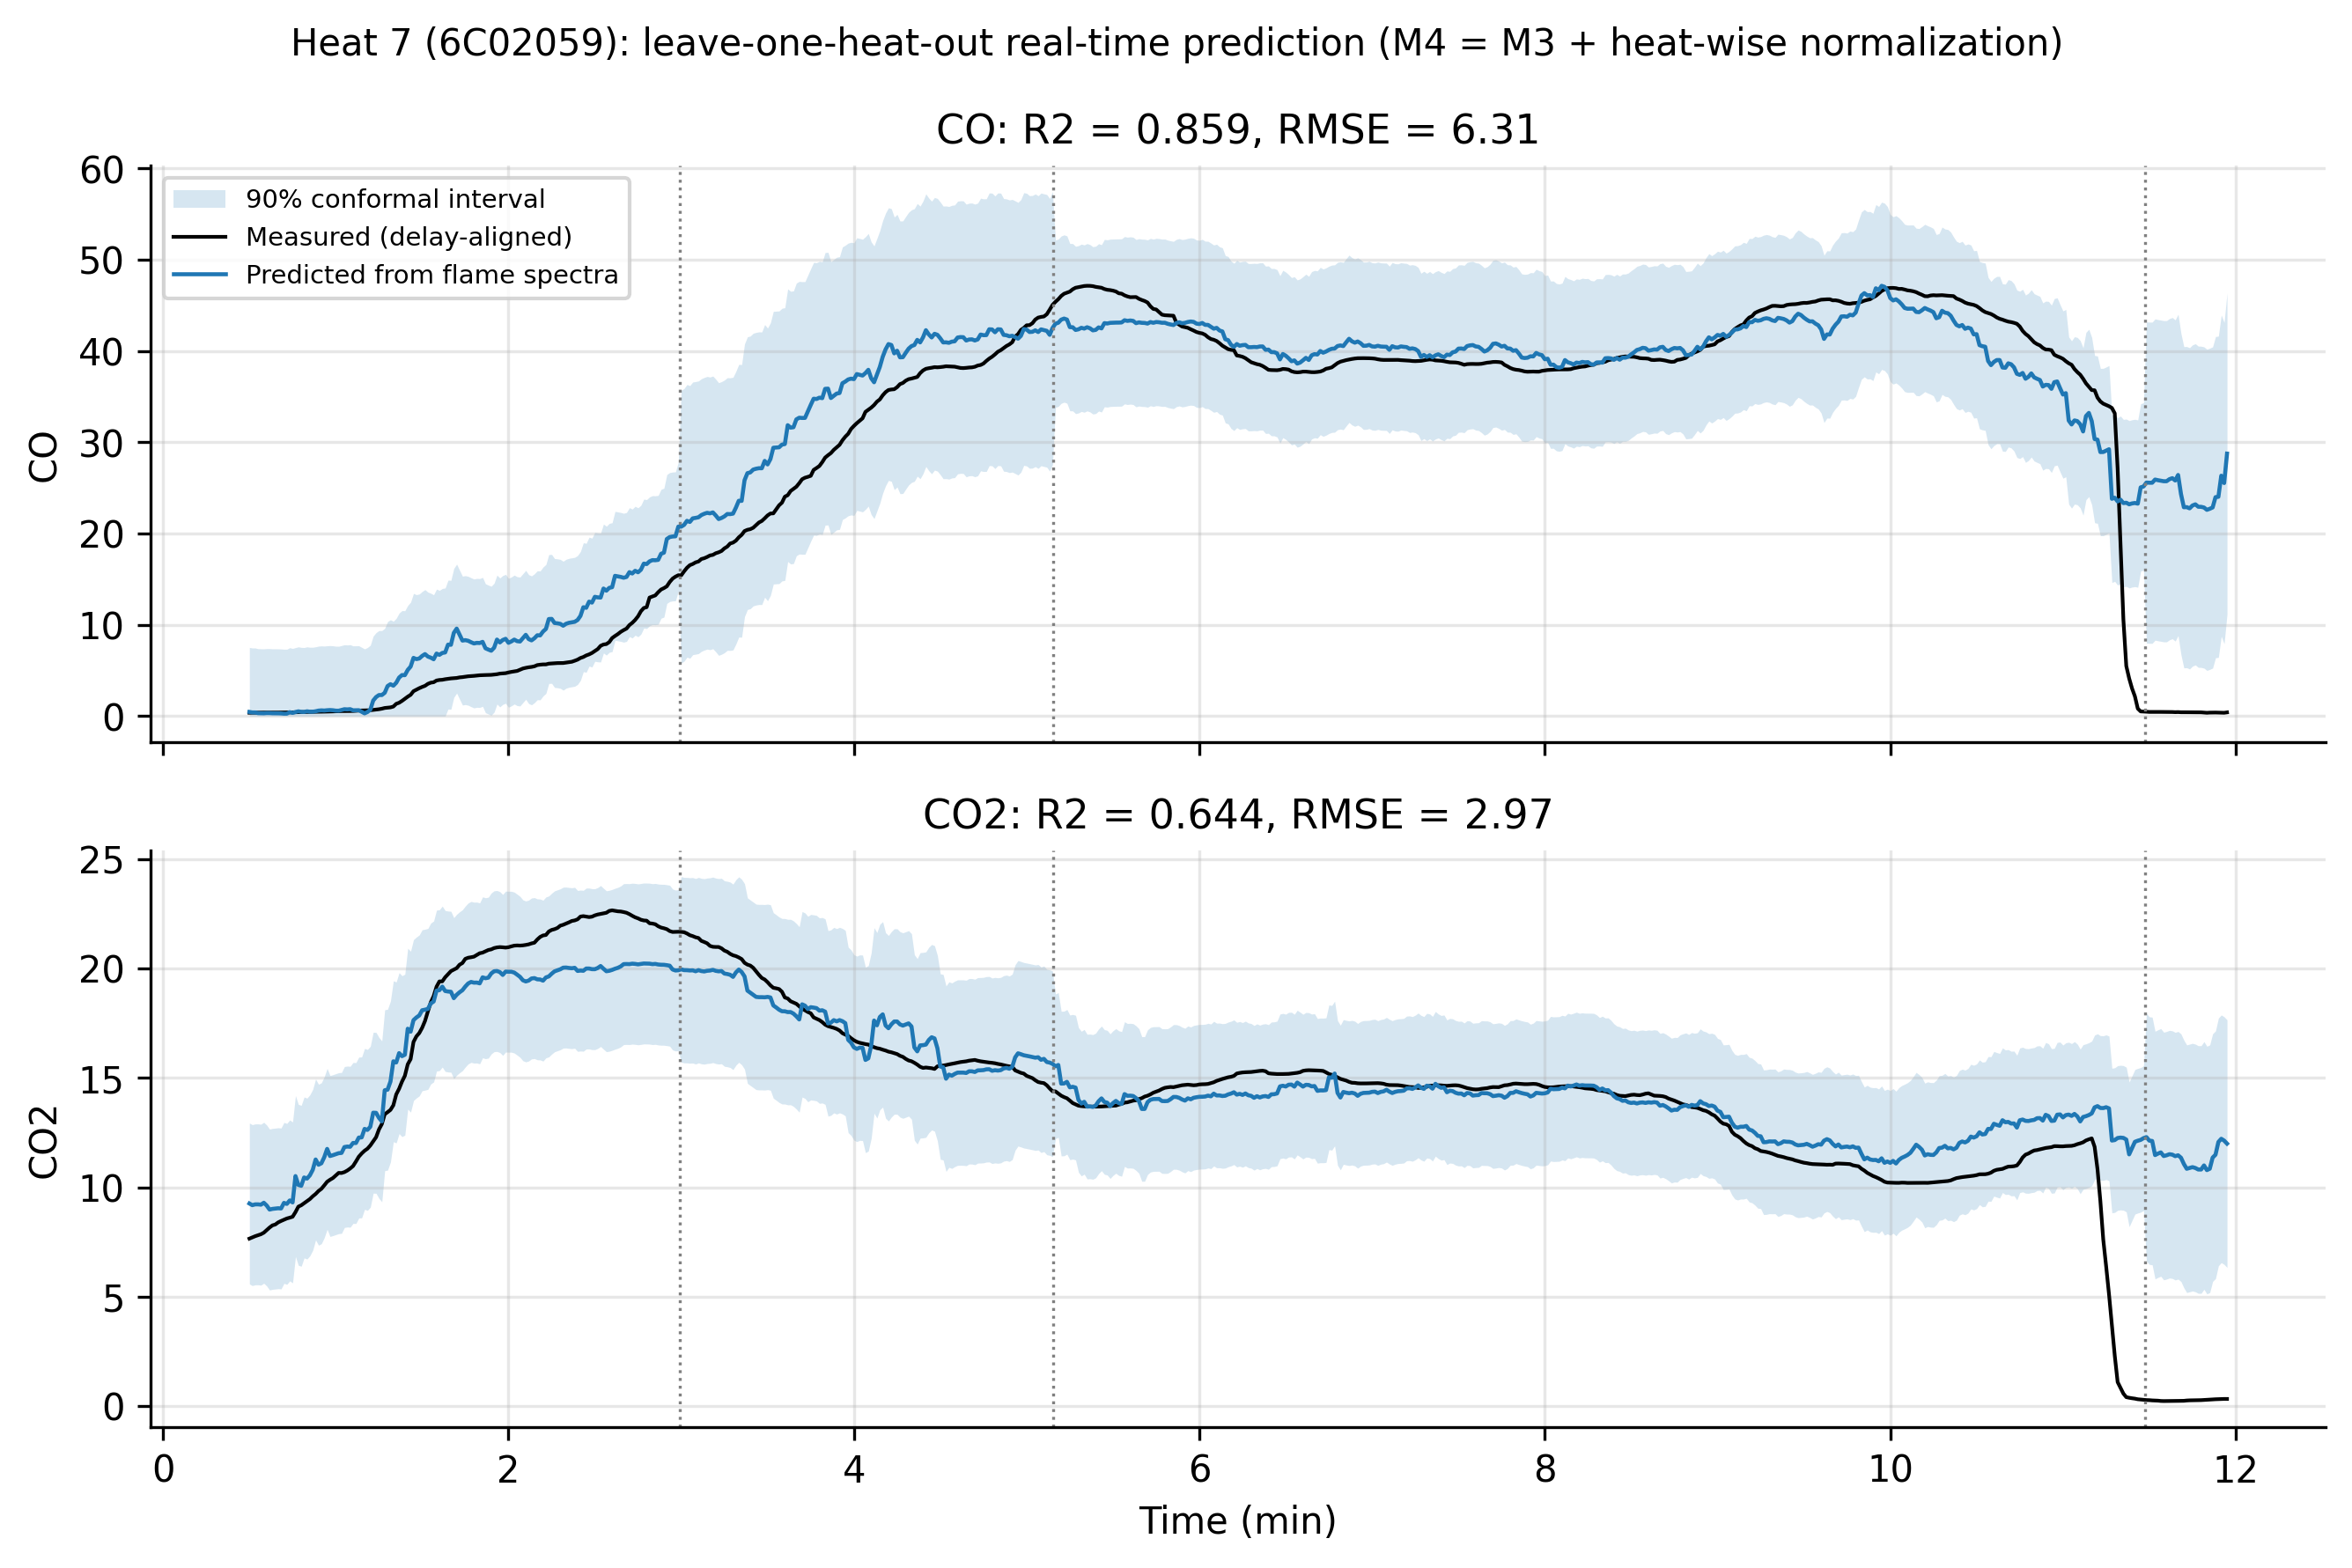 Heat 7 (6C02059): leave-one-heat-out real-time prediction (M4 = M3 + heat-wise normalization)
CO: R2 = 0.859, RMSE = 6.31
60
50
40
30
20
10
0
CO
90% conformal interval
Measured (delay-aligned)
Predicted from flame spectra
CO2: R2 = 0.644, RMSE = 2.97
25
20
15
10
5
0
CO2
0 2 4 6 8 10 12
Time (min)